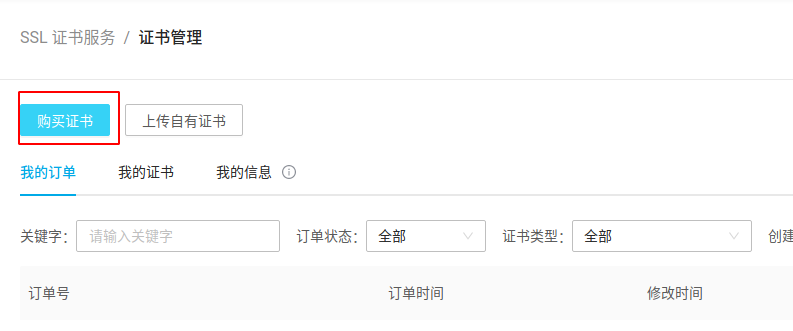 SSL 证书服务 / 证书管理
购买证书 上传自有证书
我的订单 我的证书 我的信息
关键字: 请输入关键字 订单状态: 全部 证书类型: 全部 创建
订单号 订单时间 修改时间